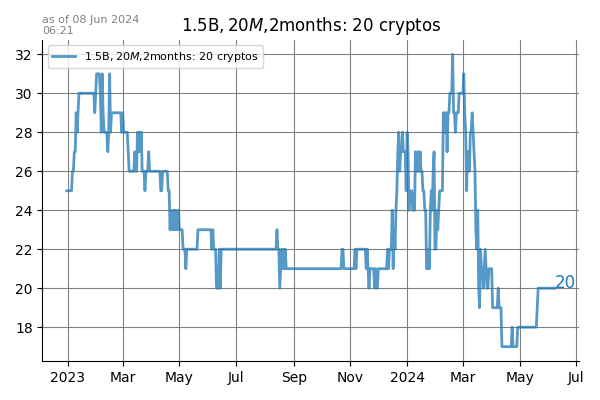 as of 08 Jun 2024
06:21
1.5B, 20M,2months: 20 cryptos
1.5B, 20M,2months: 20 cryptos
32
30
28
26
24
22
20
18
20
2023
Mar
May
Jul
Sep
Nov
2024
Mar
May
Jul